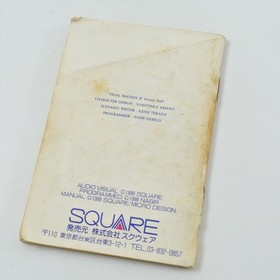 FINAL FANTASY II
CHARACTER DESIGN : YOSHITAKA AMANO
SCENARIO WRITER : KENJI TERADA
PROGRAMMER : NASIR GEBELLI
AUDIO VISUAL ©1988 SQUARE
PROGRAMMED ©1988 NASIR
MANUAL ©1988 SQUARE/MICRO DESIGN
SQUARE
発売元 株式会社スクウェア
〒110 東京都台東区台東3-12-1 TEL.03-832-0857